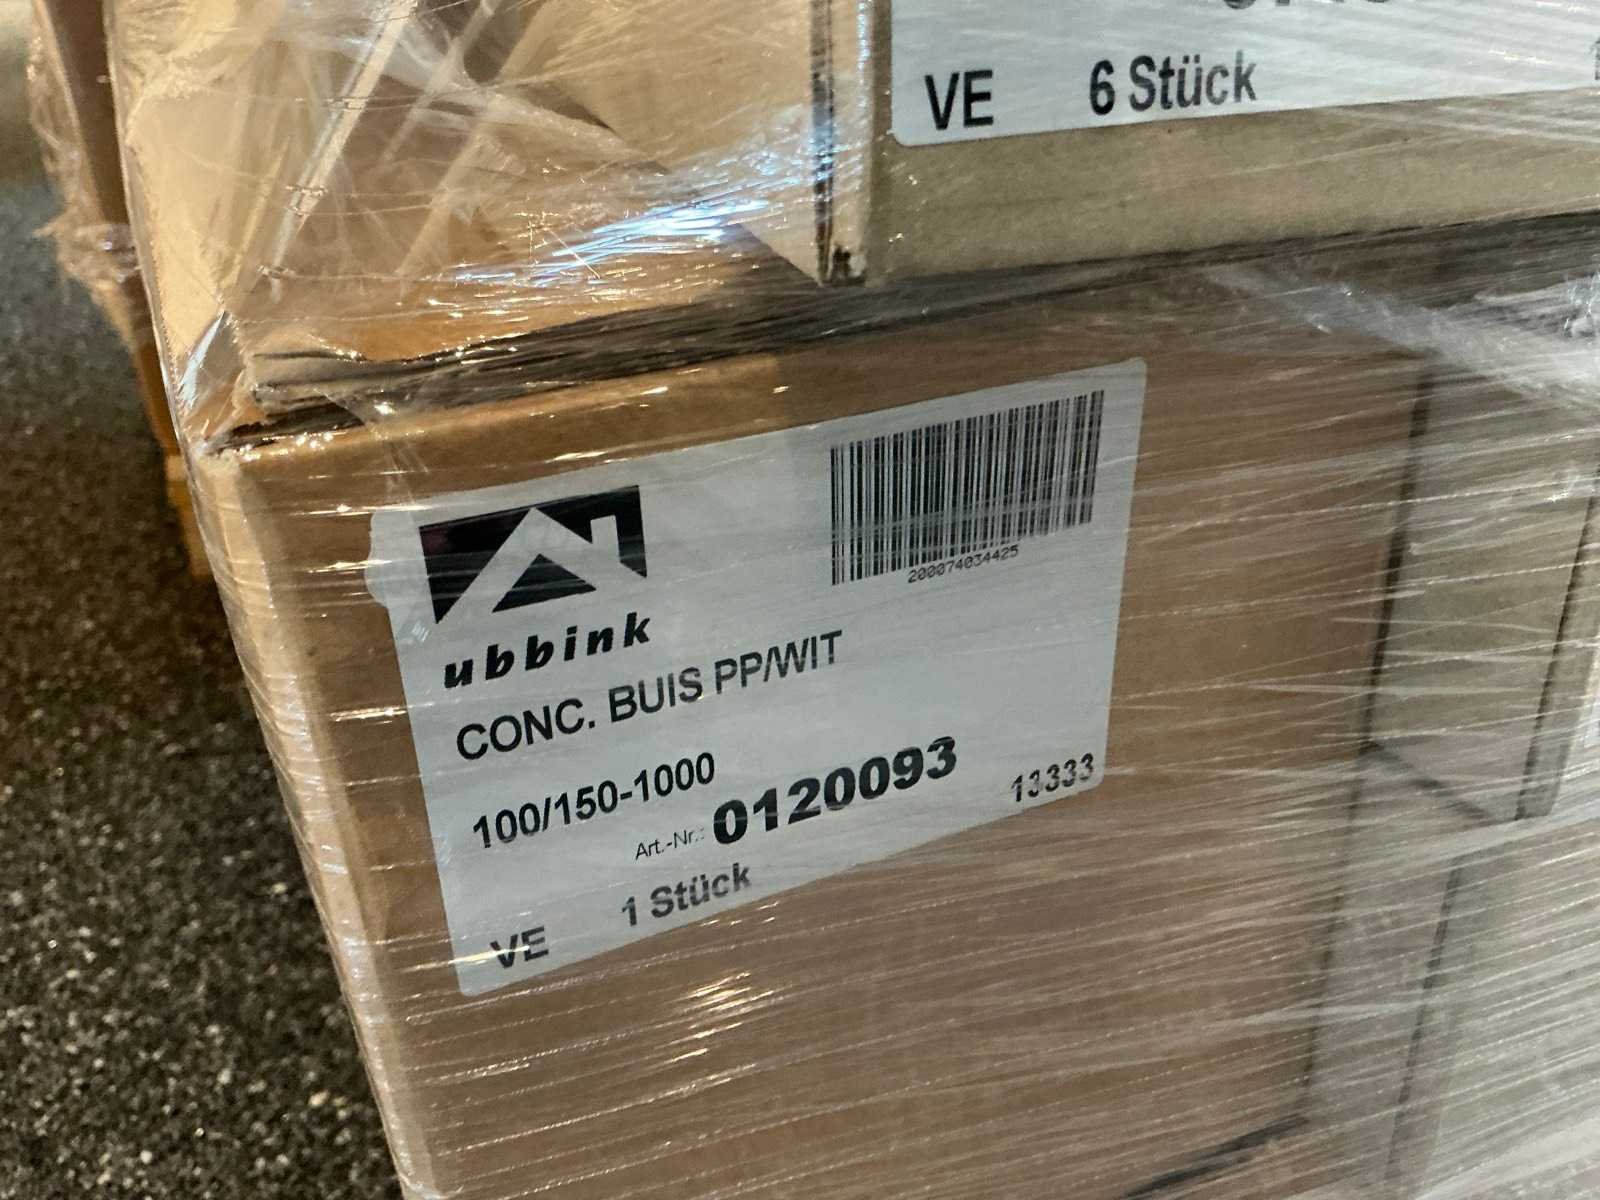 VE 6 Stück
200074034425
ubbink
CONC. BUIS PP/WIT
100/150-1000
Art.-Nr.: 0120093 13333
VE 1 Stück